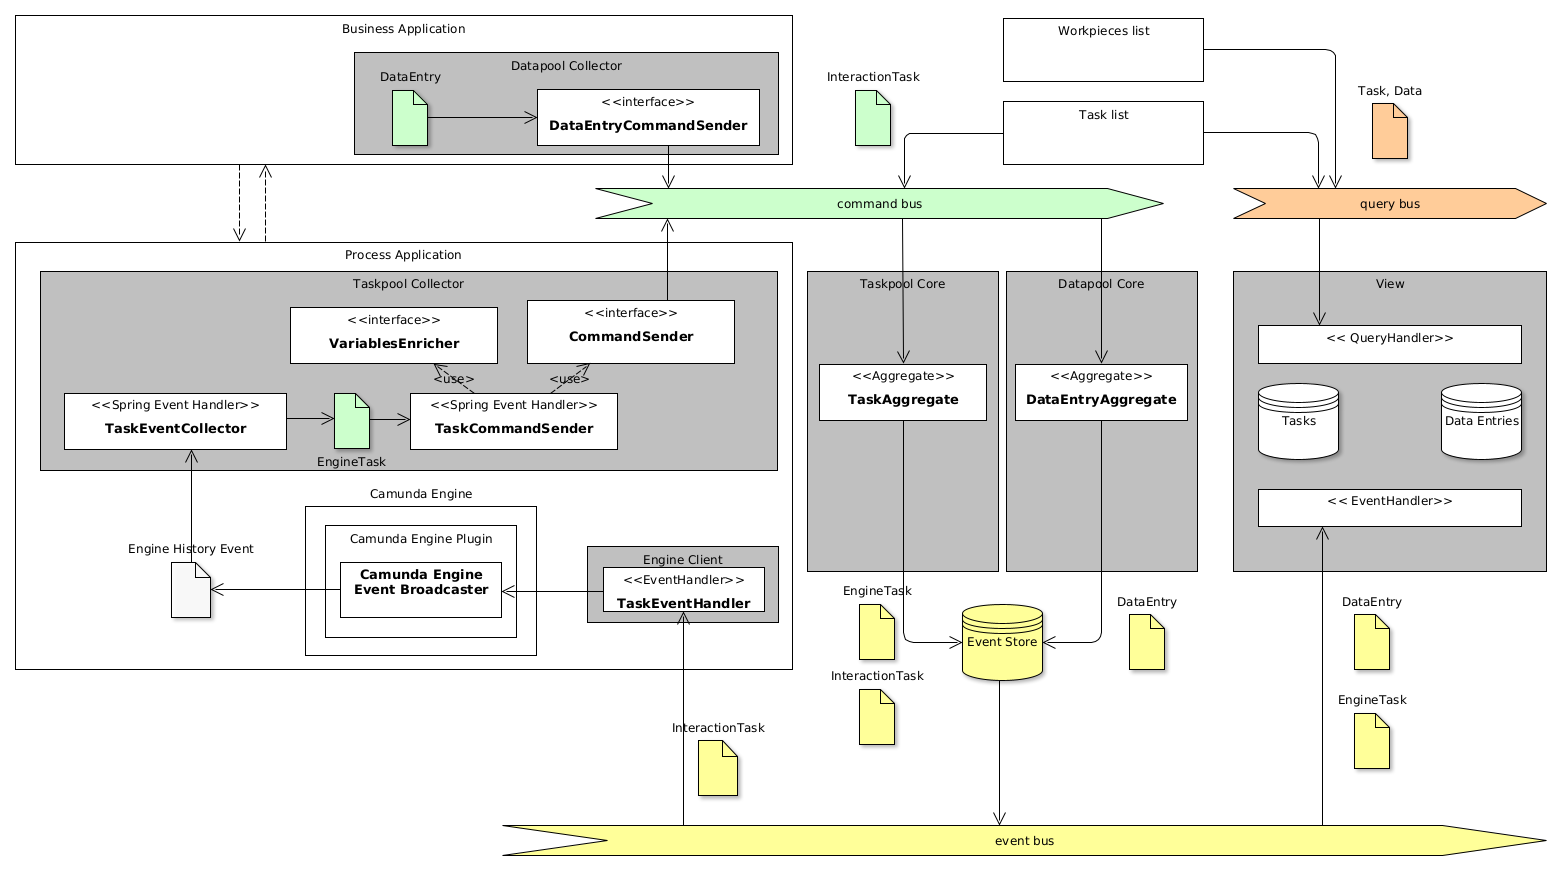 Business Application
Datapool Collector
DataEntry
<<interface>>
DataEntryCommandSender
InteractionTask
Workpieces list
Task list
Task, Data
command bus
query bus
Process Application
Taskpool Collector
<<interface>>
VariablesEnricher
<<interface>>
CommandSender
<use>
<use>
<<Spring Event Handler>>
TaskEventCollector
EngineTask
<<Spring Event Handler>>
TaskCommandSender
Camunda Engine
Camunda Engine Plugin
Camunda Engine
Event Broadcaster
Engine History Event
Engine Client
<<EventHandler>>
TaskEventHandler
Taskpool Core
<<Aggregate>>
TaskAggregate
Datapool Core
<<Aggregate>>
DataEntryAggregate
View
<< QueryHandler>>
Tasks
Data Entries
<< EventHandler>>
EngineTask
InteractionTask
Event Store
DataEntry
DataEntry
EngineTask
InteractionTask
event bus